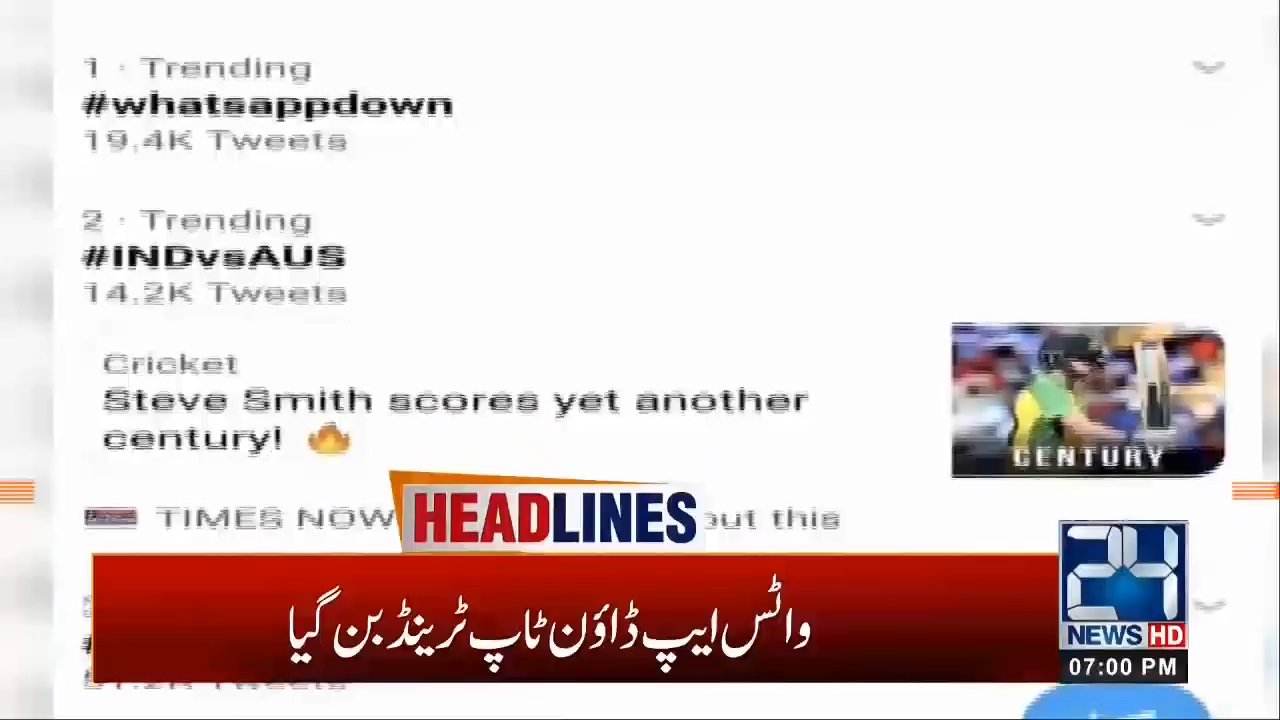 1 · Trending
#whatsappdown
19.4K Tweets
2 · Trending
#INDvsAUS
14.2K Tweets
Cricket
Steve Smith scores yet another
century! 🔥
CENTURY
TIMES NOW out this
HEADLINES
واٹس ایپ ڈاؤن ٹاپ ٹرینڈ بن گیا
24
NEWS HD
07:00 PM